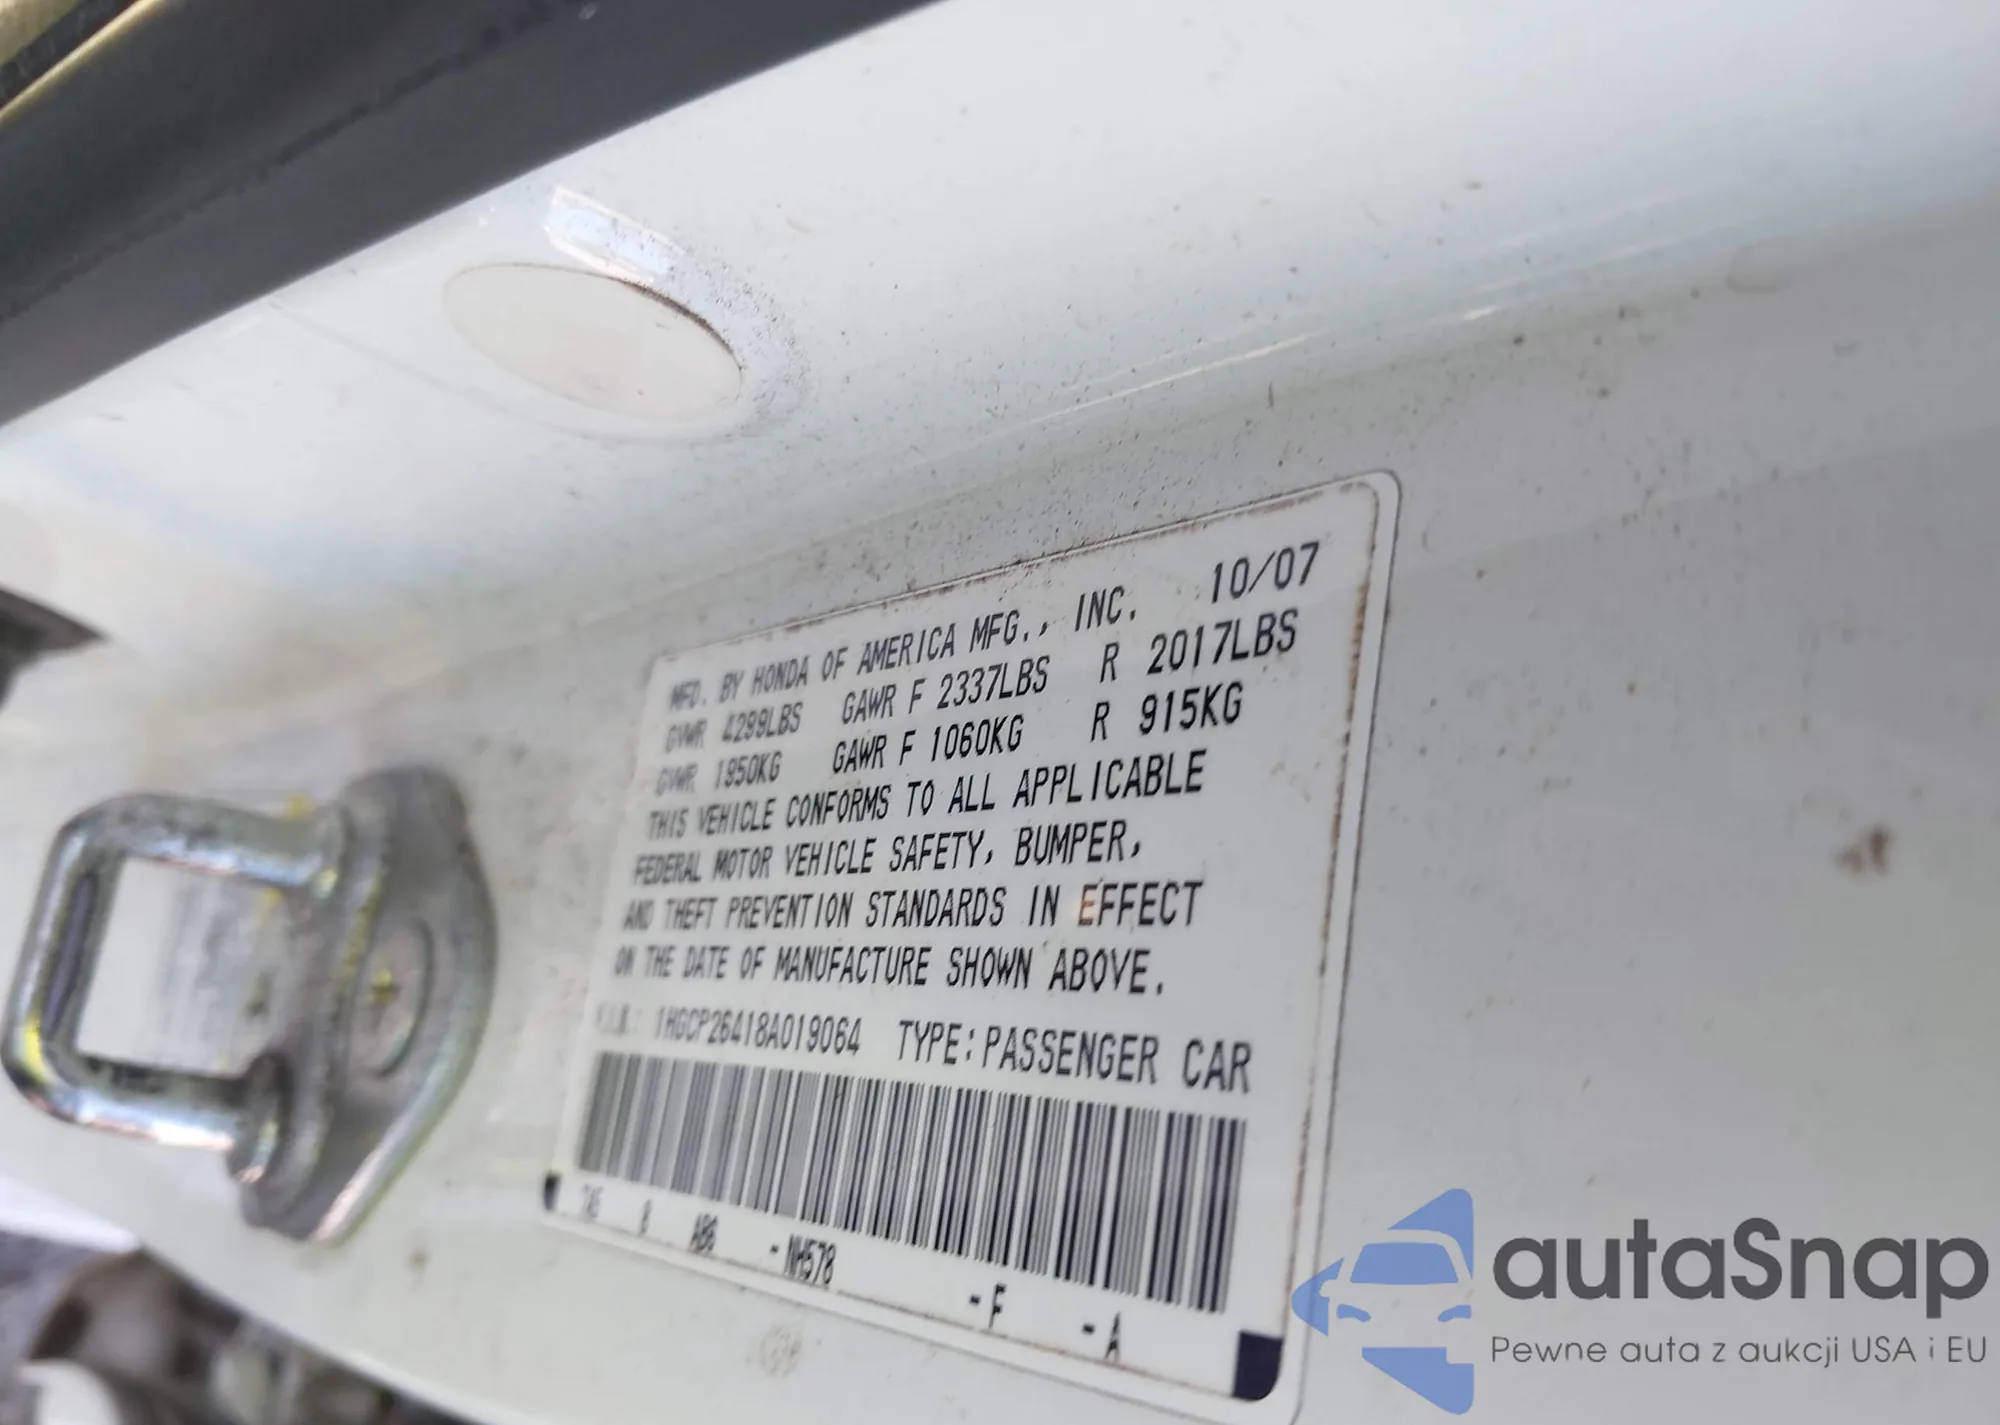 MFD. BY HONDA OF AMERICA MFG., INC. 10/07
GVWR 4299LBS GAWR F 2337LBS R 2017LBS
GVWR 1950KG GAWR F 1060KG R 915KG
THIS VEHICLE CONFORMS TO ALL APPLICABLE
FEDERAL MOTOR VEHICLE SAFETY, BUMPER,
AND THEFT PREVENTION STANDARDS IN EFFECT
ON THE DATE OF MANUFACTURE SHOWN ABOVE.
V.I.N.: 1HGCP26418A019064 TYPE: PASSENGER CAR
B -NH578 -F -A
autaSnap
Pewne auta z aukcji USA i EU